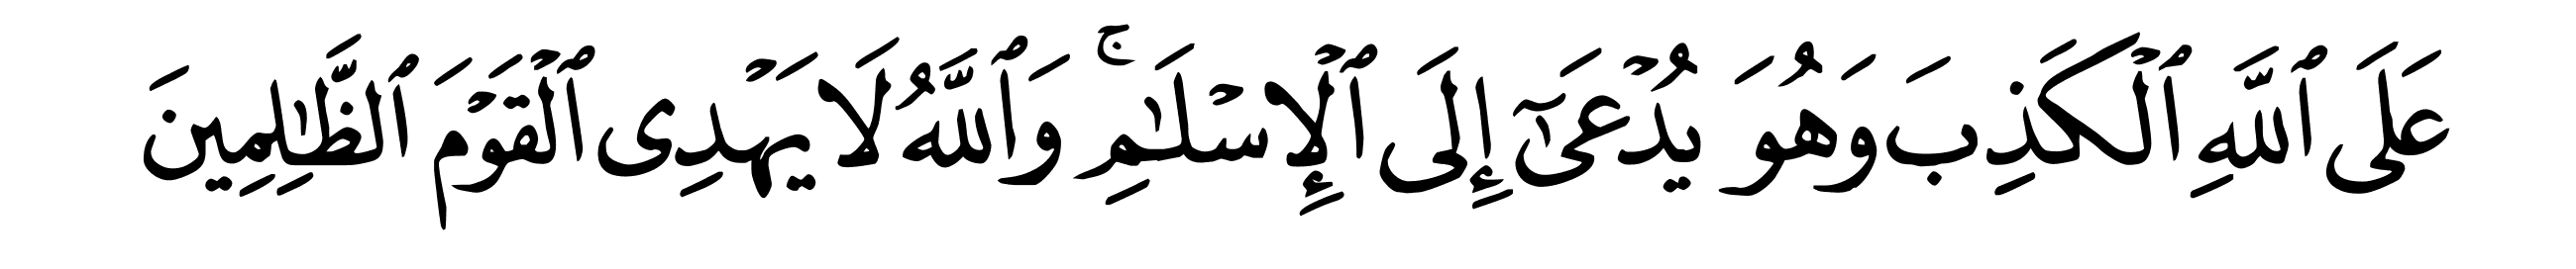 عَلَى ٱللَّهِ ٱلْكَذِبَ وَهُوَ يُدْعَىٰٓ إِلَى ٱلْإِسْلَـٰمِ ۚ وَٱللَّهُ لَا يَهْدِى ٱلْقَوْمَ ٱلظَّـٰلِمِينَ